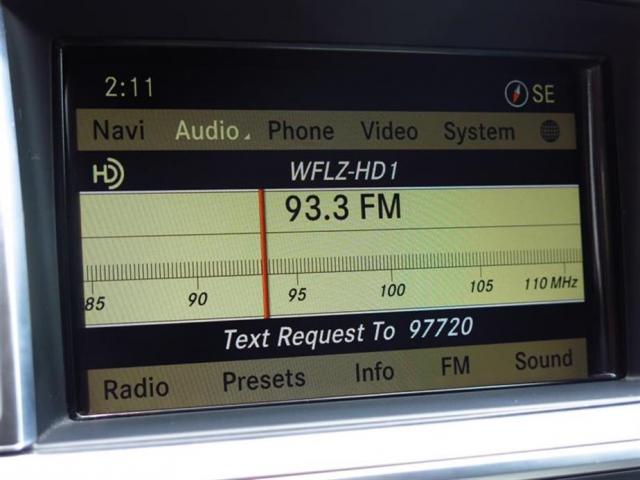 2:11 SE
Navi Audio Phone Video System
HD WFLZ-HD1
93.3 FM
85 90 95 100 105 110 MHz
Text Request To 97720
Radio Presets Info FM Sound